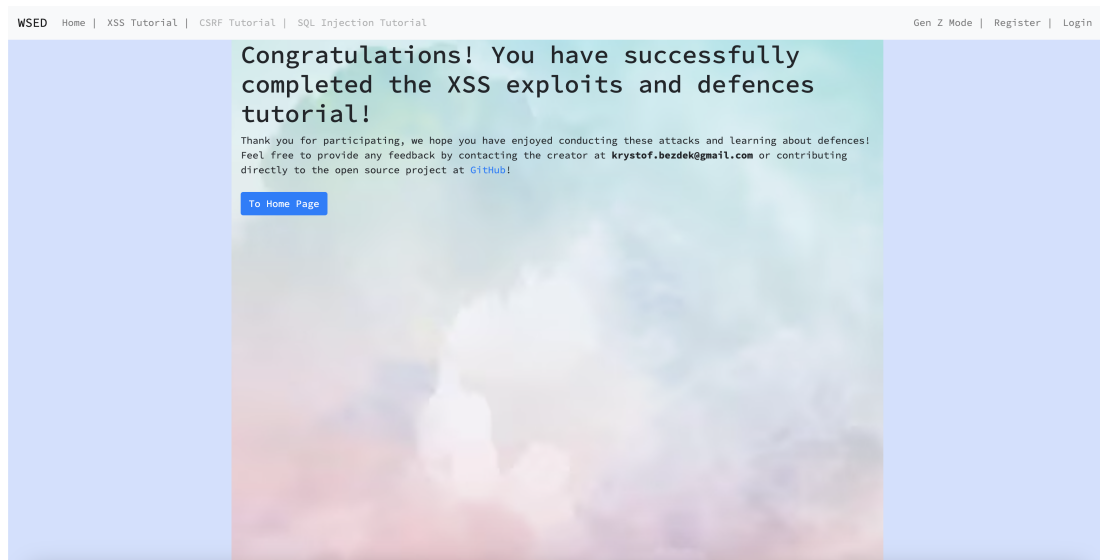 WSED Home | XSS Tutorial | CSRF Tutorial | SQL Injection Tutorial Gen Z Mode | Register | Login
Congratulations! You have successfully
completed the XSS exploits and defences
tutorial!
Thank you for participating, we hope you have enjoyed conducting these attacks and learning about defences!
Feel free to provide any feedback by contacting the creator at krystof.bezdek@gmail.com or contributing
directly to the open source project at GitHub!
To Home Page